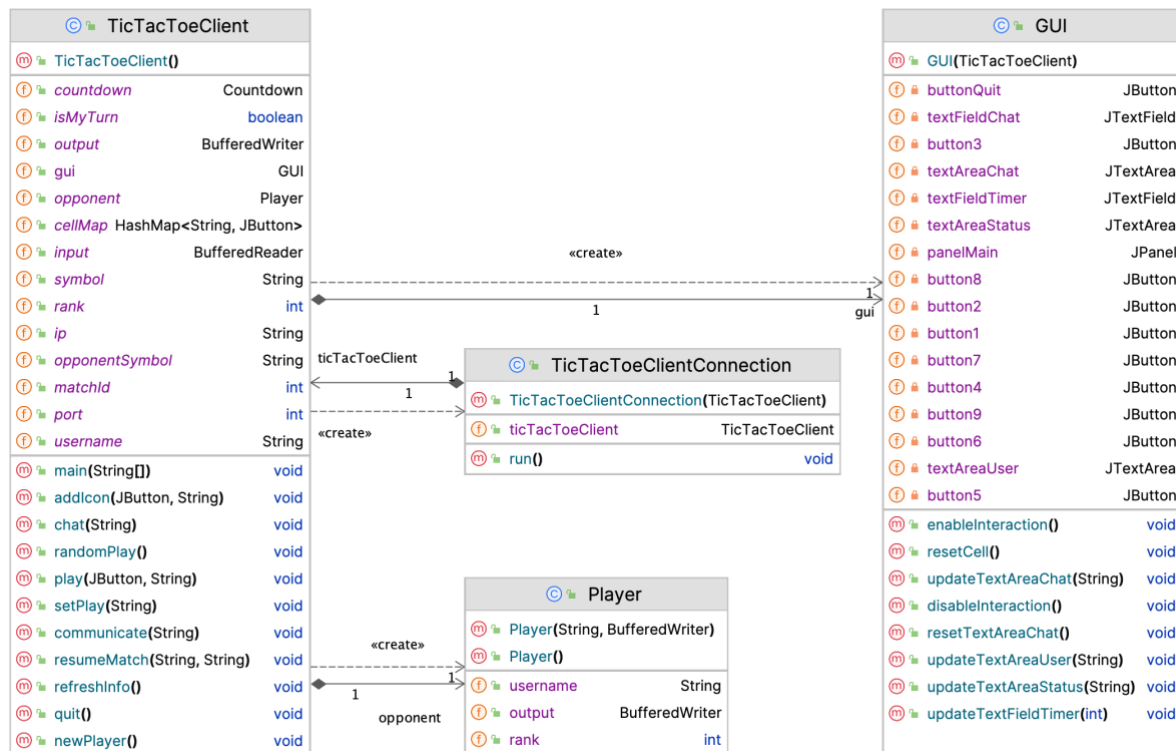 TicTacToeClient
TicTacToeClient()
countdown Countdown
isMyTurn boolean
output BufferedWriter
gui GUI
opponent Player
cellMap HashMap<String, JButton>
input BufferedReader
symbol String
rank int
ip String
opponentSymbol String
matchId int
port int
username String
main(String[]) void
addIcon(JButton, String) void
chat(String) void
randomPlay() void
play(JButton, String) void
setPlay(String) void
communicate(String) void
resumeMatch(String, String) void
refreshInfo() void
quit() void
newPlayer() void
«create»
1
1
gui
ticTacToeClient
1
1
«create»
TicTacToeClientConnection
TicTacToeClientConnection(TicTacToeClient)
ticTacToeClient TicTacToeClient
run() void
«create»
1
1
opponent
Player
Player(String, BufferedWriter)
Player()
username String
output BufferedWriter
rank int
GUI
GUI(TicTacToeClient)
buttonQuit JButton
textFieldChat JTextField
button3 JButton
textAreaChat JTextArea
textFieldTimer JTextField
textAreaStatus JTextArea
panelMain JPanel
button8 JButton
button2 JButton
button1 JButton
button7 JButton
button4 JButton
button9 JButton
button6 JButton
textAreaUser JTextArea
button5 JButton
enableInteraction() void
resetCell() void
updateTextAreaChat(String) void
disableInteraction() void
resetTextAreaChat() void
updateTextAreaUser(String) void
updateTextAreaStatus(String) void
updateTextFieldTimer(int) void